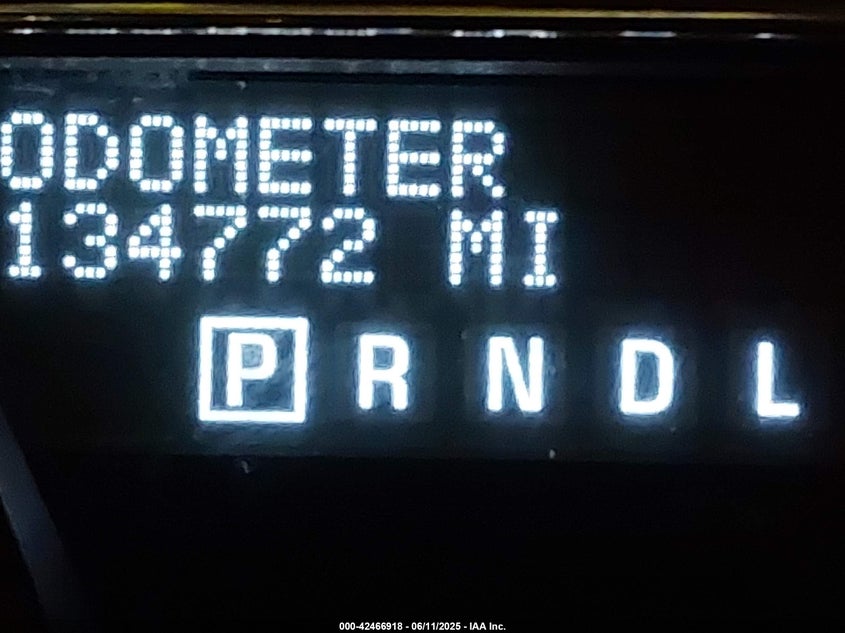 ODOMETER
134772 MI
P R N D L
000-42466918 - 06/11/2025 - IAA Inc.